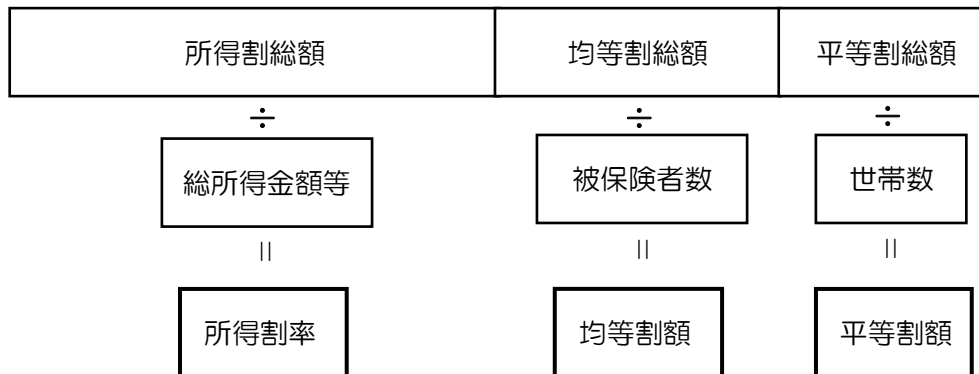 所得割総額 均等割総額 平等割総額
÷ ÷ ÷
総所得金額等 被保険者数 世帯数
= = =
所得割率 均等割額 平等割額